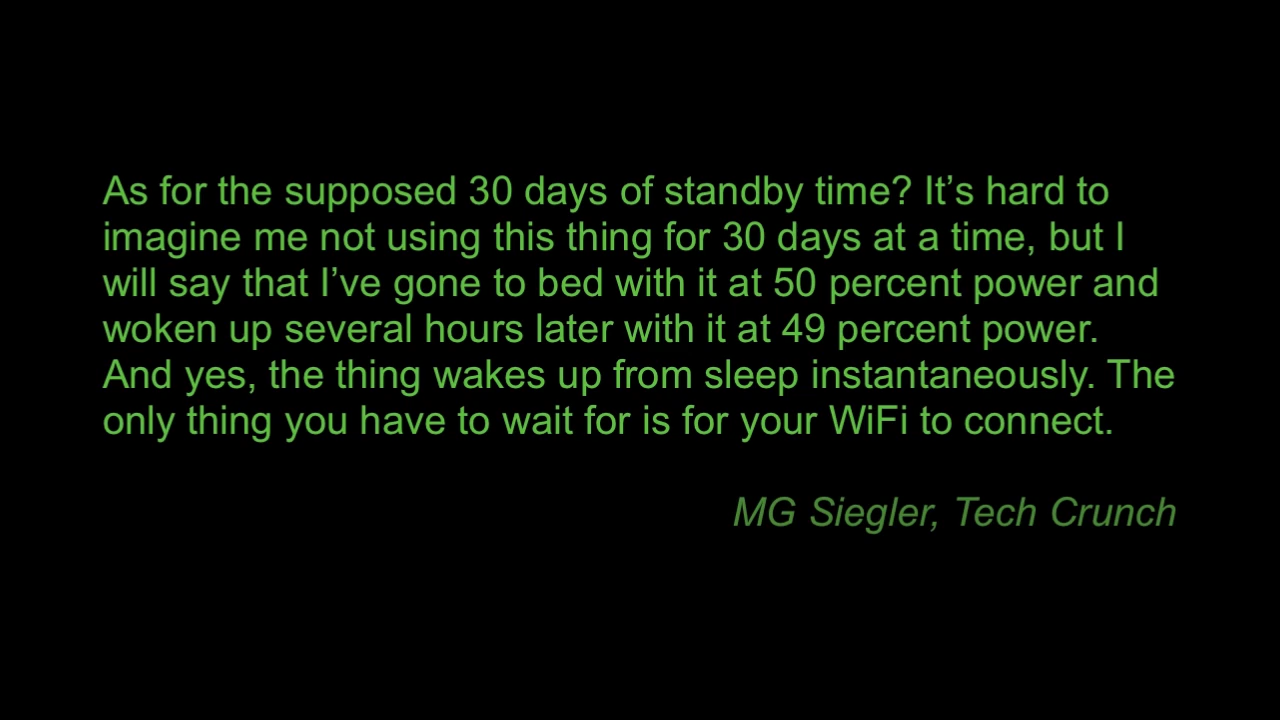 As for the supposed 30 days of standby time? It’s hard to
imagine me not using this thing for 30 days at a time, but I
will say that I’ve gone to bed with it at 50 percent power and
woken up several hours later with it at 49 percent power.
And yes, the thing wakes up from sleep instantaneously. The
only thing you have to wait for is for your WiFi to connect.
MG Siegler, Tech Crunch